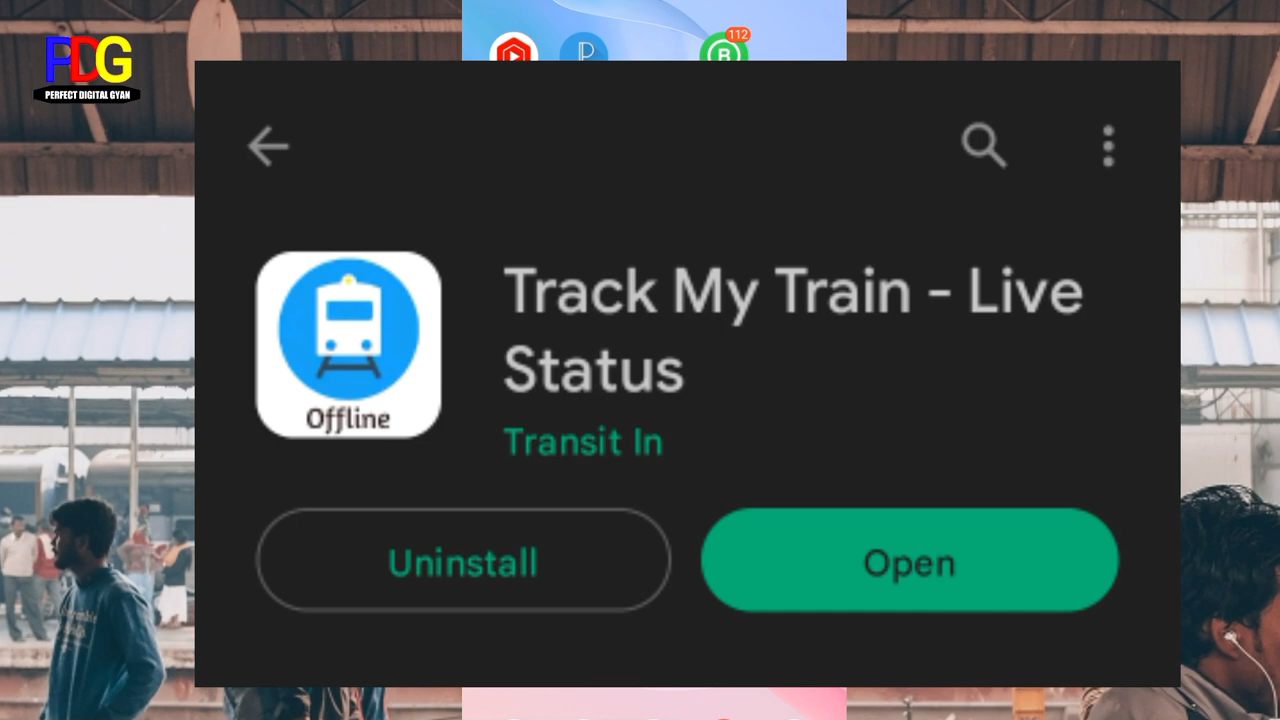 PDG
PERFECT DIGITAL GYAN
112
P
B
Track My Train - Live
Status
Transit In
Offline
Uninstall
Open